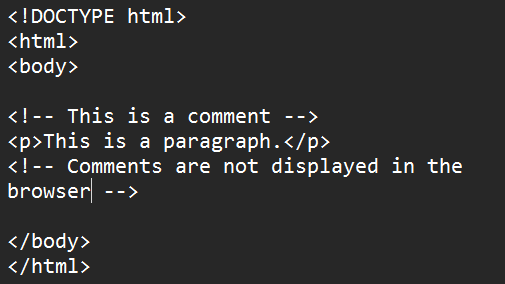 <!DOCTYPE html>
<html>
<body>
<!-- This is a comment -->
<p>This is a paragraph.</p>
<!-- Comments are not displayed in the
browser -->
</body>
</html>